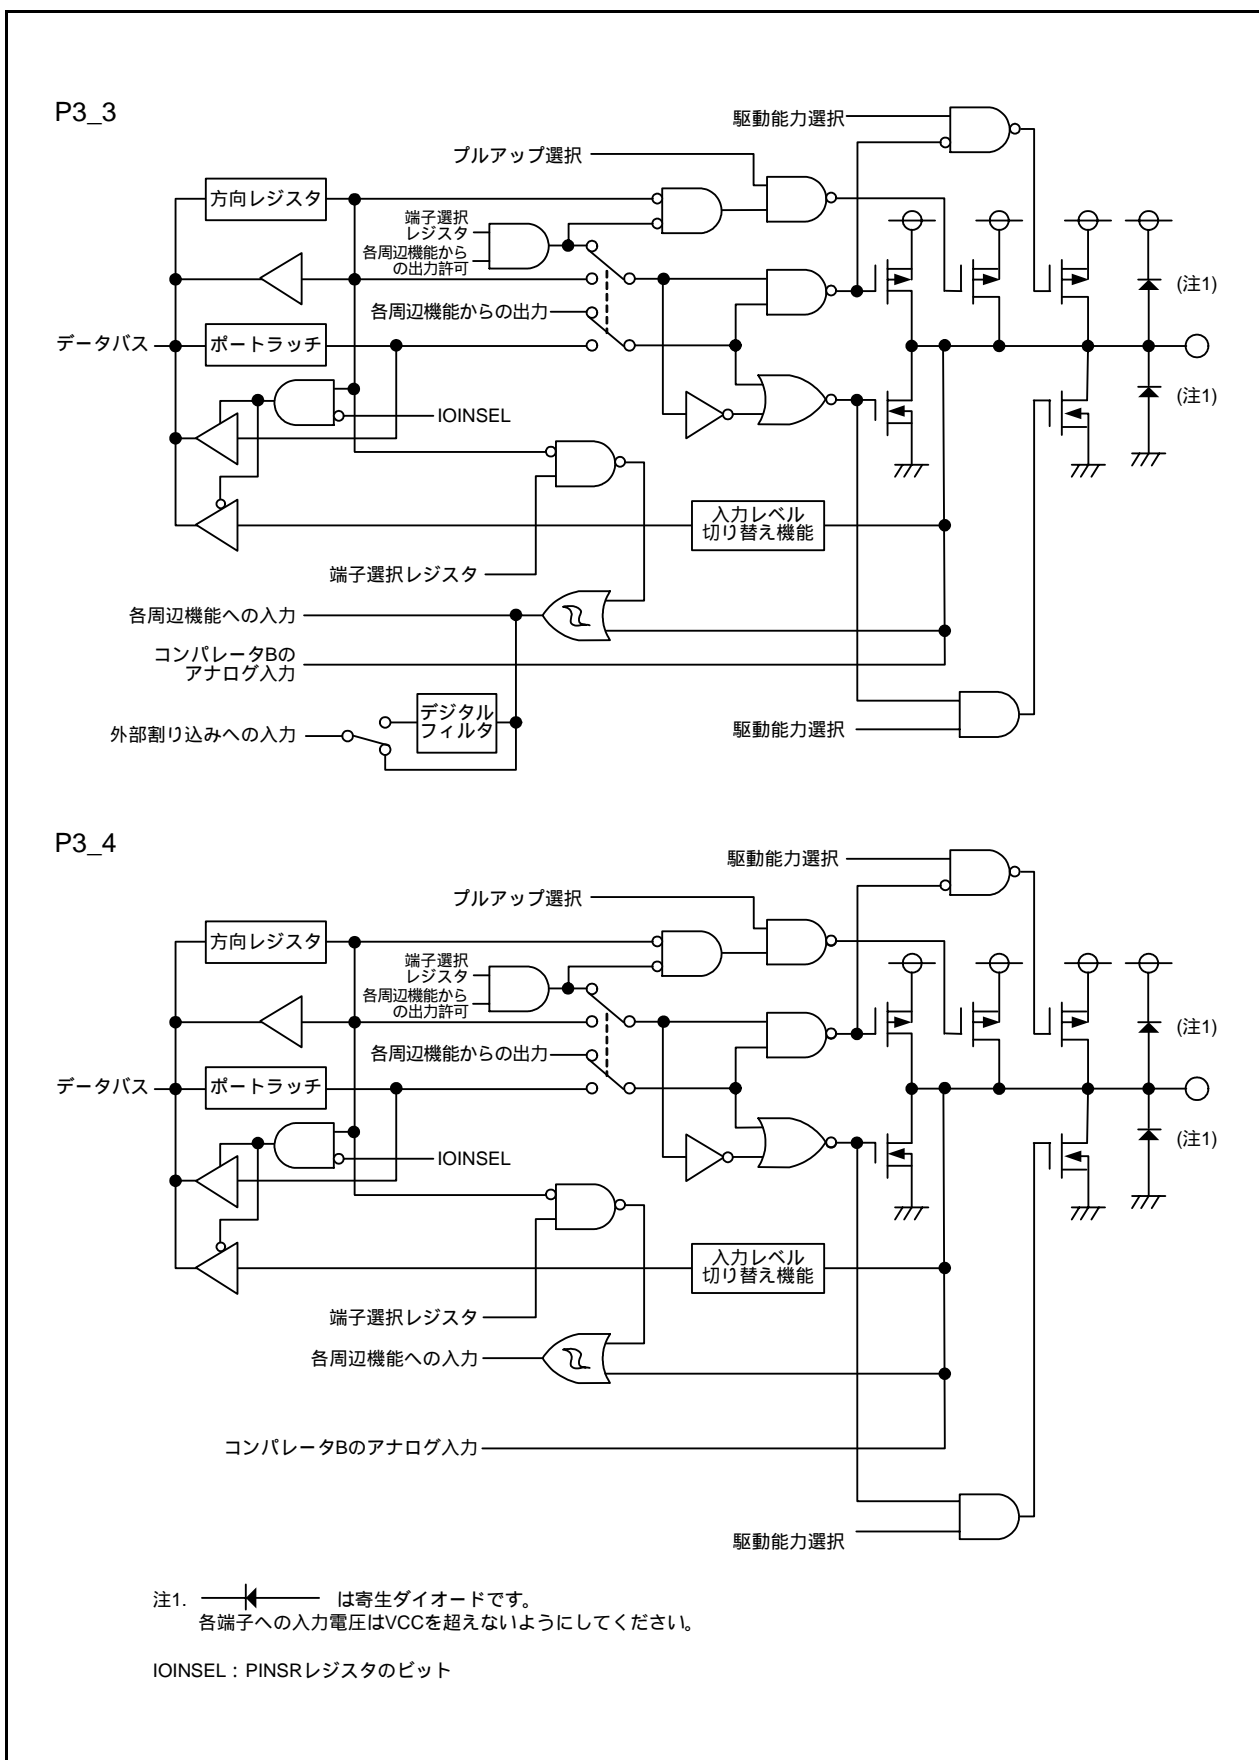 P3_3
駆動能力選択
プルアップ選択
方向レジスタ
端子選択
レジスタ
各周辺機能から
の出力許可
各周辺機能からの出力
(注1)
データバス
ポートラッチ
(注1)
IOINSEL
入力レベル
切り替え機能
端子選択レジスタ
各周辺機能への入力
コンパレータBの
アナログ入力
デジタル
フィルタ
外部割り込みへの入力
駆動能力選択
P3_4
駆動能力選択
プルアップ選択
方向レジスタ
端子選択
レジスタ
各周辺機能から
の出力許可
各周辺機能からの出力
(注1)
データバス
ポートラッチ
(注1)
IOINSEL
入力レベル
切り替え機能
端子選択レジスタ
各周辺機能への入力
コンパレータBのアナログ入力
駆動能力選択
注1. は寄生ダイオードです。
各端子への入力電圧はVCCを超えないようにしてください。
IOINSEL：PINSRレジスタのビット